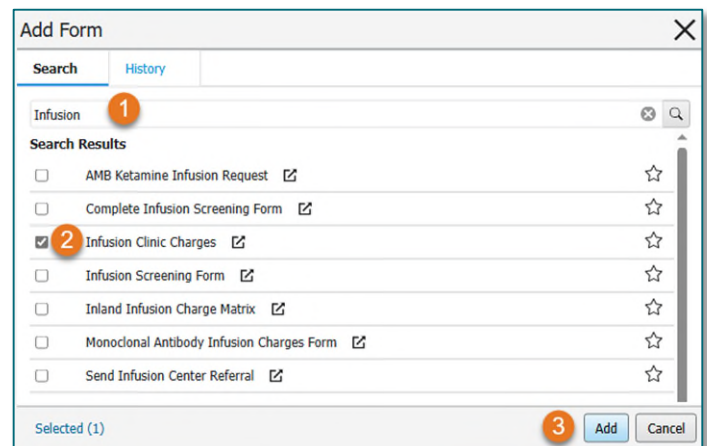 Add Form
Search History
Infusion 1
Search Results
AMB Ketamine Infusion Request
Complete Infusion Screening Form
2 Infusion Clinic Charges
Infusion Screening Form
Inland Infusion Charge Matrix
Monoclonal Antibody Infusion Charges Form
Send Infusion Center Referral
Selected (1) 3 Add Cancel